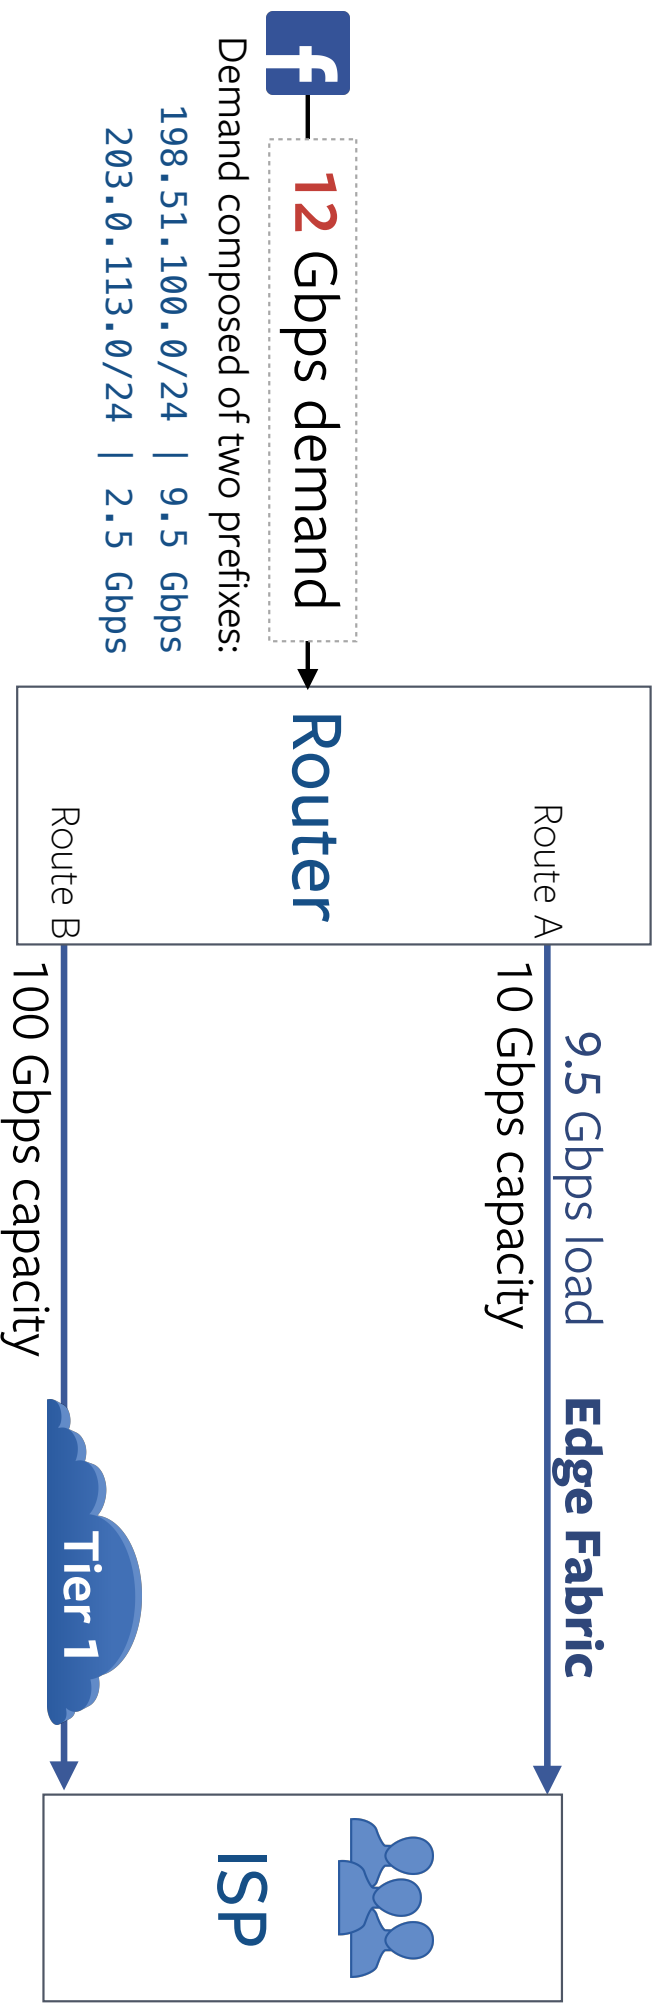 12 Gbps demand
Demand composed of two prefixes:
198.51.100.0/24 | 9.5 Gbps
203.0.113.0/24 | 2.5 Gbps
Router
Route A
Route B
9.5 Gbps load
Edge Fabric
10 Gbps capacity
100 Gbps capacity
Tier 1
ISP